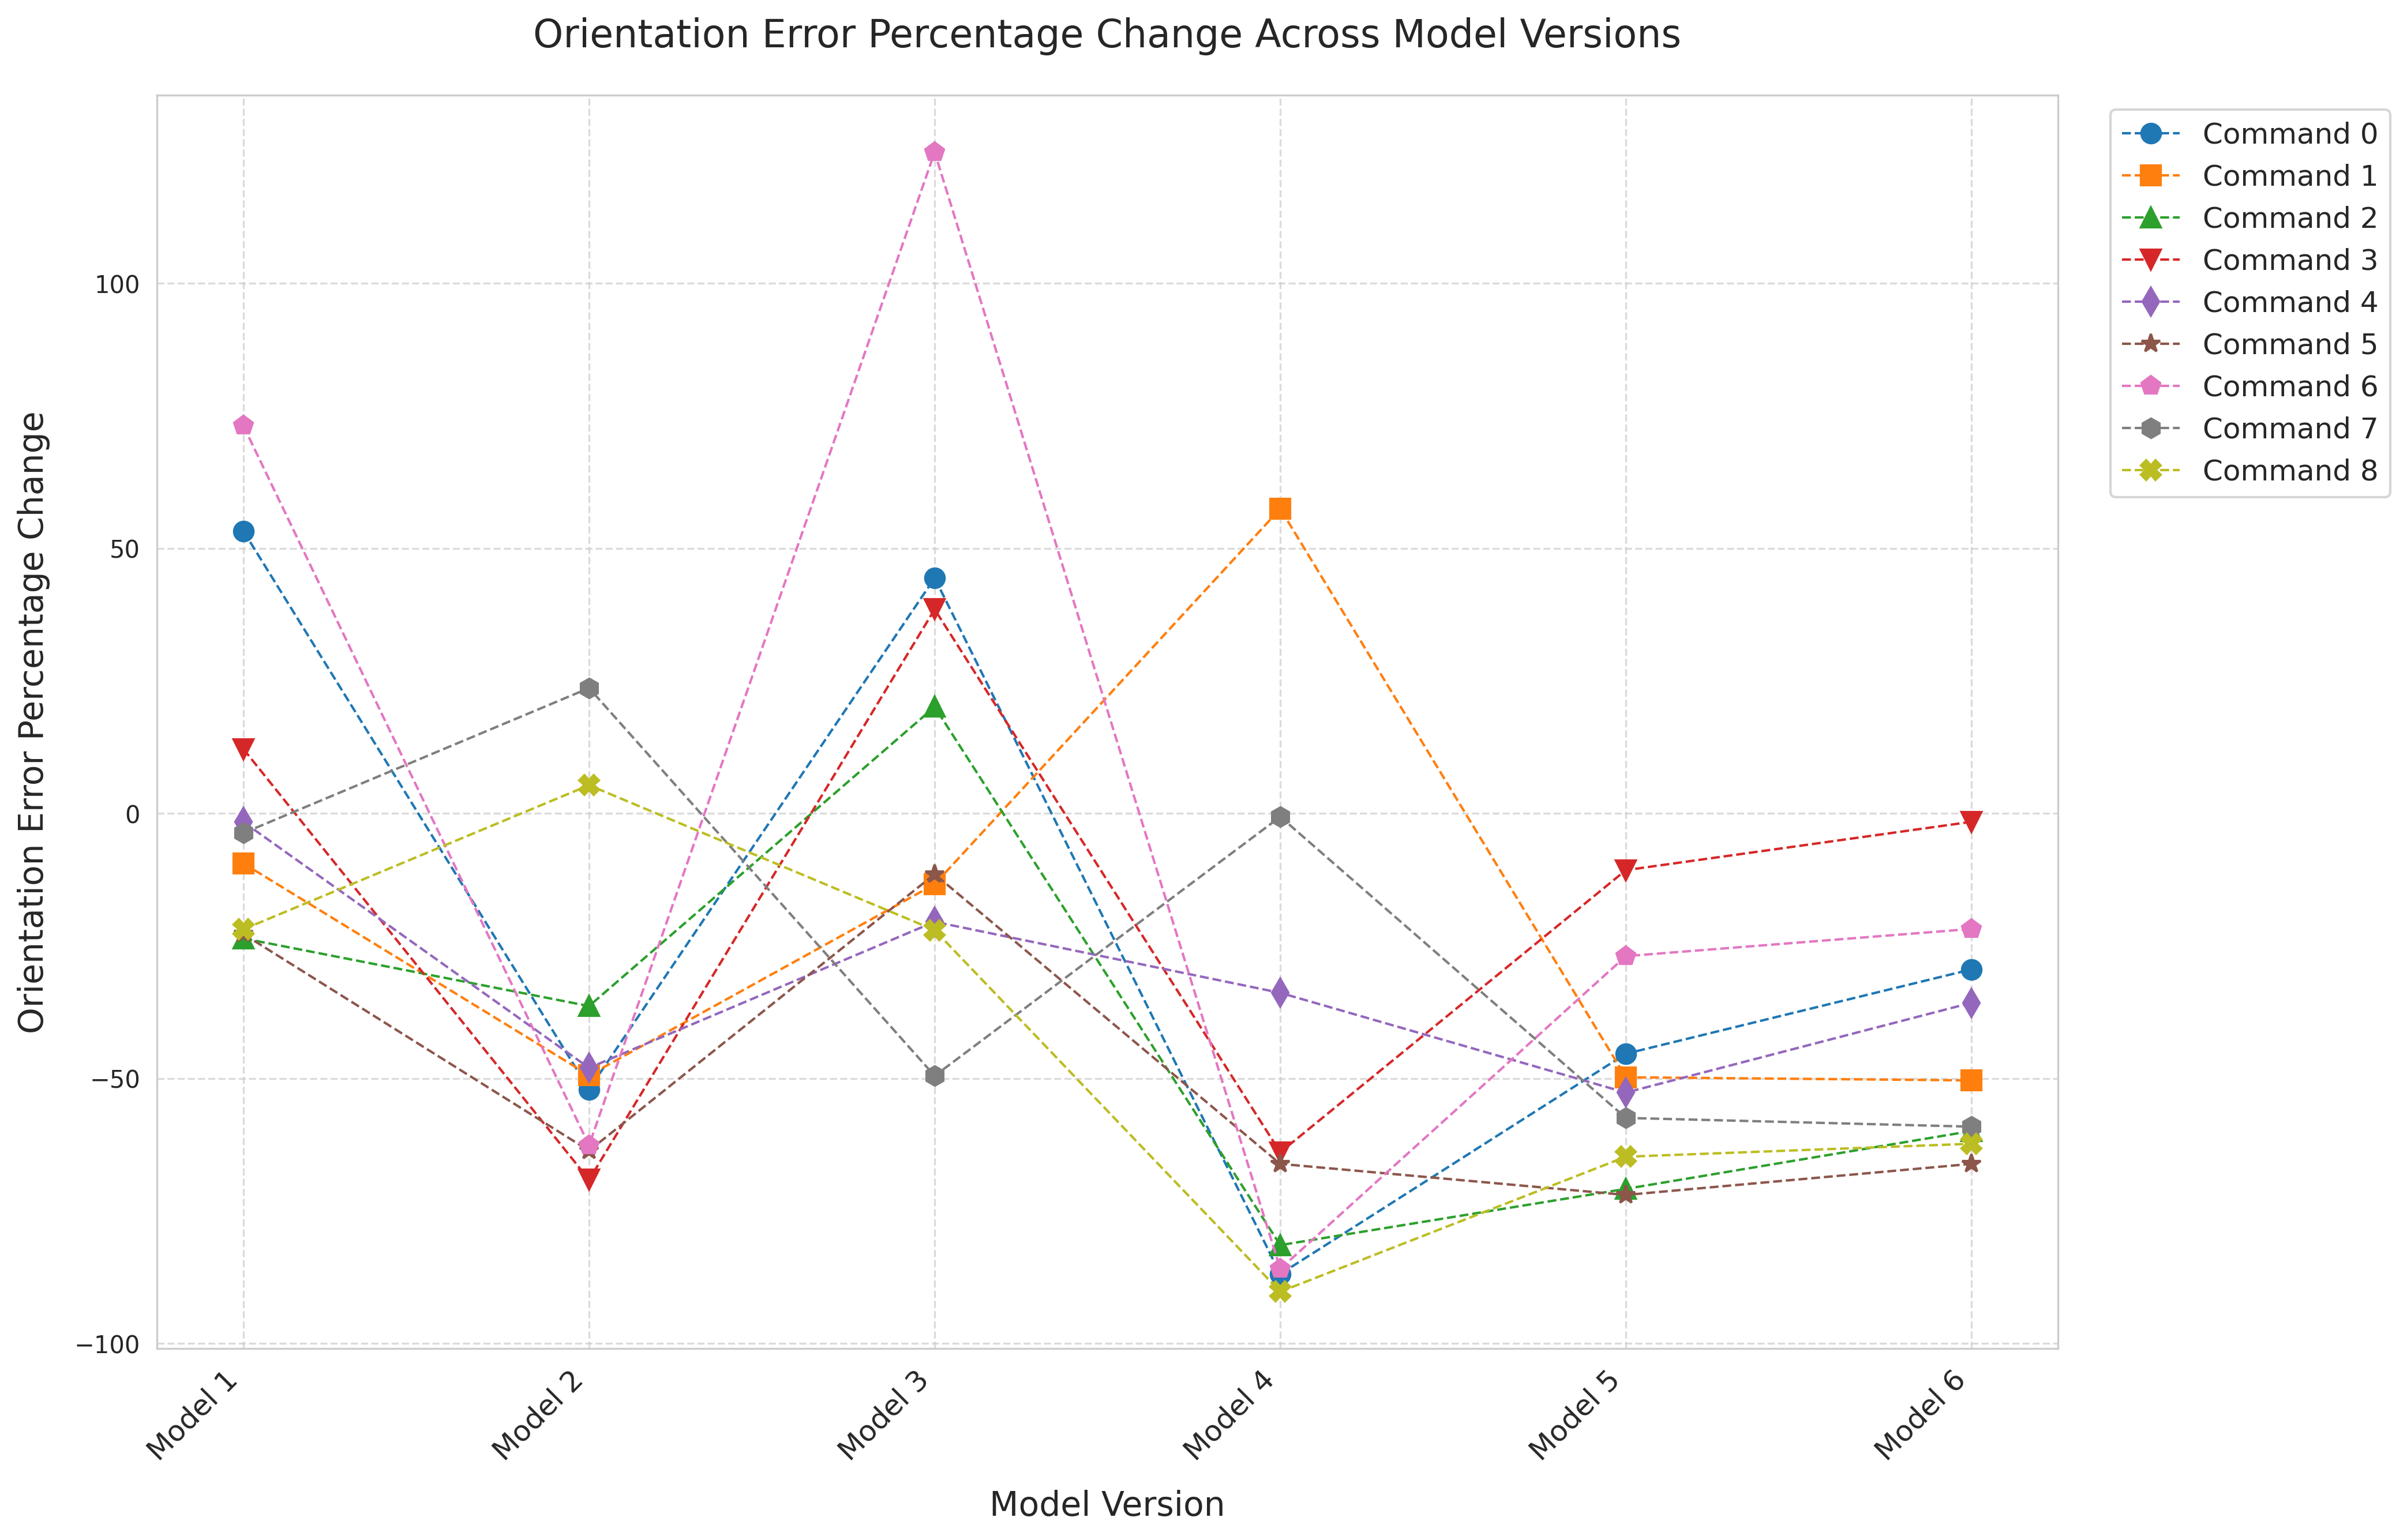 Orientation Error Percentage Change Across Model Versions
Orientation Error Percentage Change
100
50
0
−50
−100
Model 1
Model 2
Model 3
Model 4
Model 5
Model 6
Model Version
Command 0
Command 1
Command 2
Command 3
Command 4
Command 5
Command 6
Command 7
Command 8